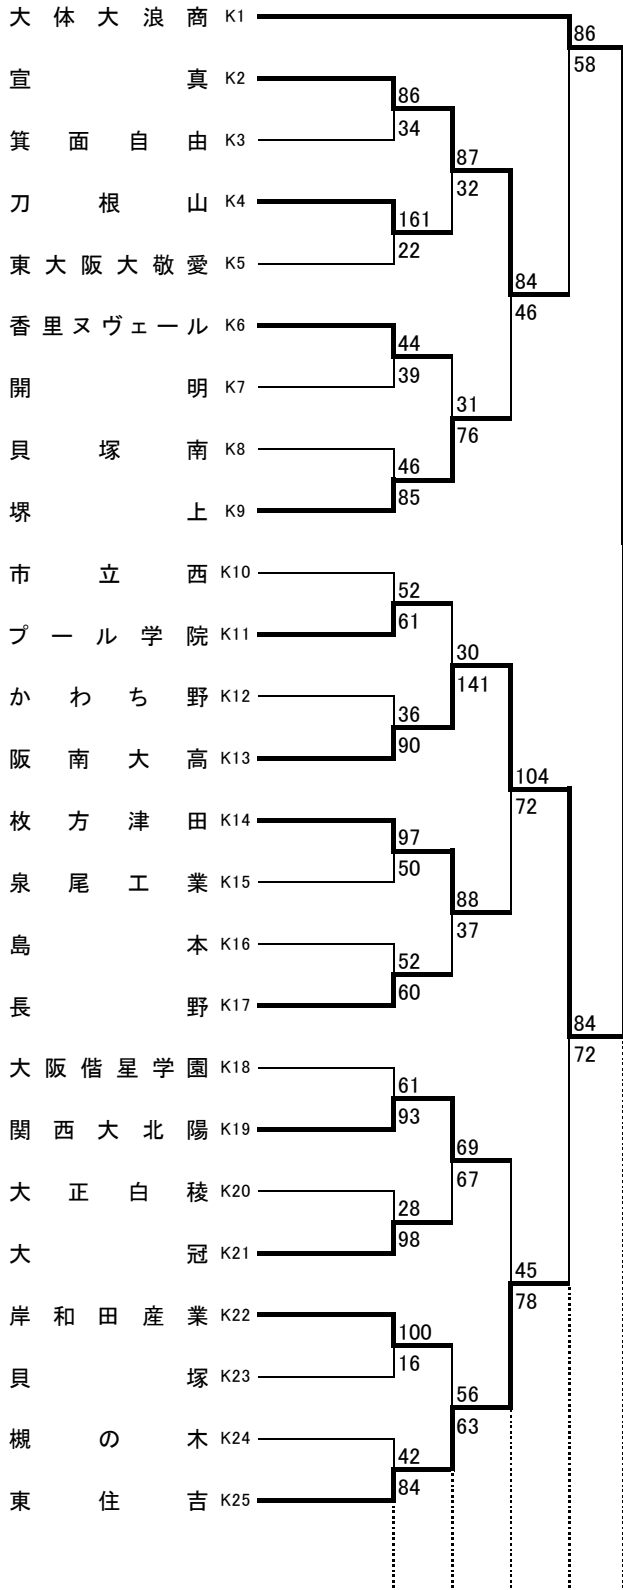 大体大浪商 K1
86
58
宣真 K2
86
34
箕面自由 K3
87
32
刀根山 K4
161
22
東大阪大敬愛 K5
84
46
香里ヌヴェール K6
44
39
開明 K7
31
76
貝塚南 K8
46
85
堺上 K9
市立西 K10
52
61
プール学院 K11
30
141
かわち野 K12
36
90
阪南大高 K13
104
72
枚方津田 K14
97
50
泉尾工業 K15
88
37
島本 K16
52
60
長野 K17
84
72
大阪偕星学園 K18
61
93
関西大北陽 K19
69
67
大正白稜 K20
28
98
大冠 K21
45
78
岸和田産業 K22
100
16
貝塚 K23
56
63
槻の木 K24
42
84
東住吉 K25